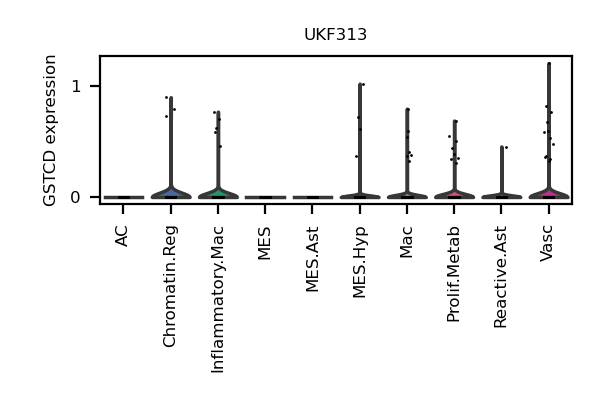 UKF313
GSTCD expression
1
0
AC
Chromatin.Reg
Inflammatory.Mac
MES
MES.Ast
MES.Hyp
Mac
Prolif.Metab
Reactive.Ast
Vasc